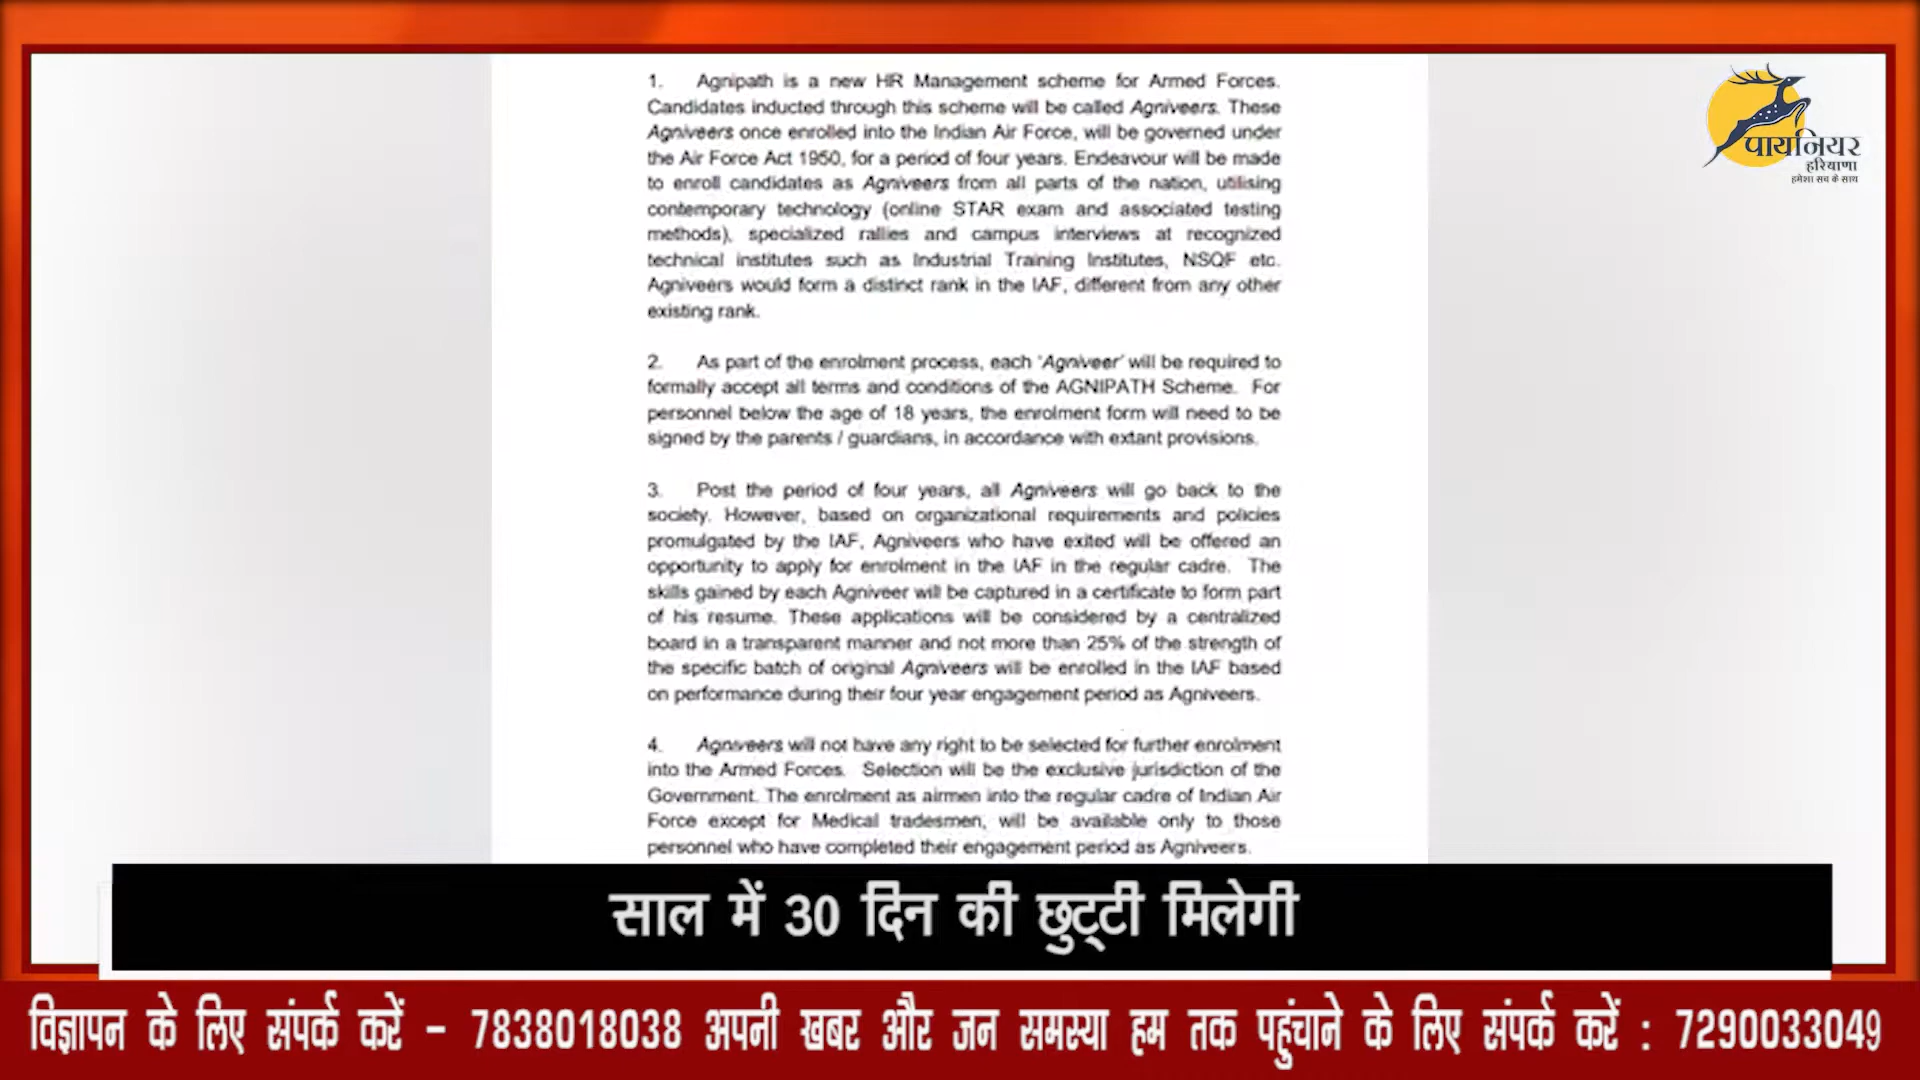 1. Agnipath is a new HR Management scheme for Armed Forces.
Candidates inducted through this scheme will be called Agniveers. These
Agniveers once enrolled into the Indian Air Force, will be governed under
the Air Force Act 1950, for a period of four years. Endeavour will be made
to enroll candidates as Agniveers from all parts of the nation, utilising
contemporary technology (online STAR exam and associated testing
methods), specialized rallies and campus interviews at recognized
technical institutes such as Industrial Training Institutes, NSQF etc.
Agniveers would form a distinct rank in the IAF, different from any other
existing rank.
2. As part of the enrolment process, each 'Agniveer' will be required to
formally accept all terms and conditions of the AGNIPATH Scheme. For
personnel below the age of 18 years, the enrolment form will need to be
signed by the parents / guardians, in accordance with extant provisions.
3. Post the period of four years, all Agniveers will go back to the
society. However, based on organizational requirements and policies
promulgated by the IAF, Agniveers who have exited will be offered an
opportunity to apply for enrolment in the IAF in the regular cadre. The
skills gained by each Agniveer will be captured in a certificate to form part
of his resume. These applications will be considered by a centralized
board in a transparent manner and not more than 25% of the strength of
the specific batch of original Agniveers will be enrolled in the IAF based
on performance during their four year engagement period as Agniveers.
4. Agniveers will not have any right to be selected for further enrolment
into the Armed Forces. Selection will be the exclusive jurisdiction of the
Government. The enrolment as airmen into the regular cadre of Indian Air
Force except for Medical tradesmen, will be available only to those
personnel who have completed their engagement period as Agniveers.
पायनियर
हरियाणा
हमेशा सच के साथ
साल में 30 दिन की छुट्टी मिलेगी
विज्ञापन के लिए संपर्क करें - 7838018038 अपनी खबर और जन समस्या हम तक पहुंचाने के लिए संपर्क करें : 7290033049